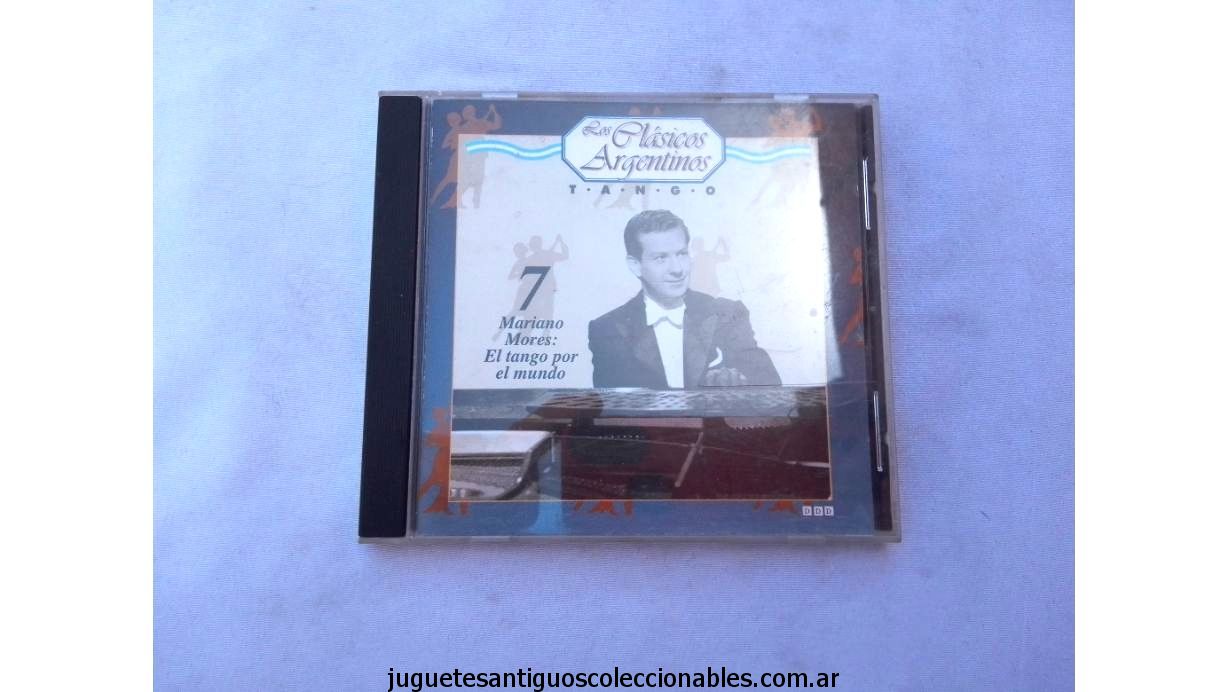 Los Clásicos
Argentinos
T·A·N·G·O
7
Mariano
Mores:
El tango por
el mundo
DDD
juguetesantiguoscoleccionables.com.ar